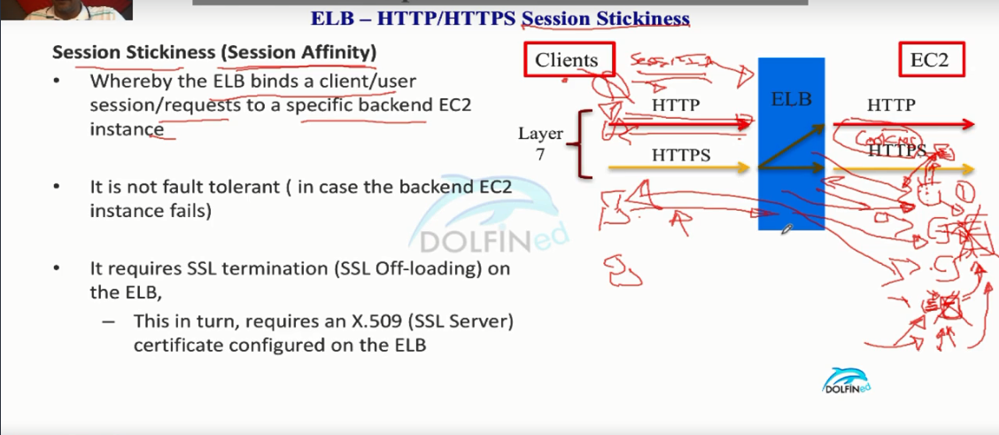 ELB – HTTP/HTTPS Session Stickiness
Session Stickiness (Session Affinity)
• Whereby the ELB binds a client/user
session/requests to a specific backend EC2
instance
• It is not fault tolerant ( in case the backend EC2
instance fails)
• It requires SSL termination (SSL Off-loading) on
the ELB,
– This in turn, requires an X.509 (SSL Server)
certificate configured on the ELB
Clients
EC2
HTTP
ELB
HTTP
Layer
7
HTTPS
Cookies
HTTPS
1
DOLFINed
DOLFINed